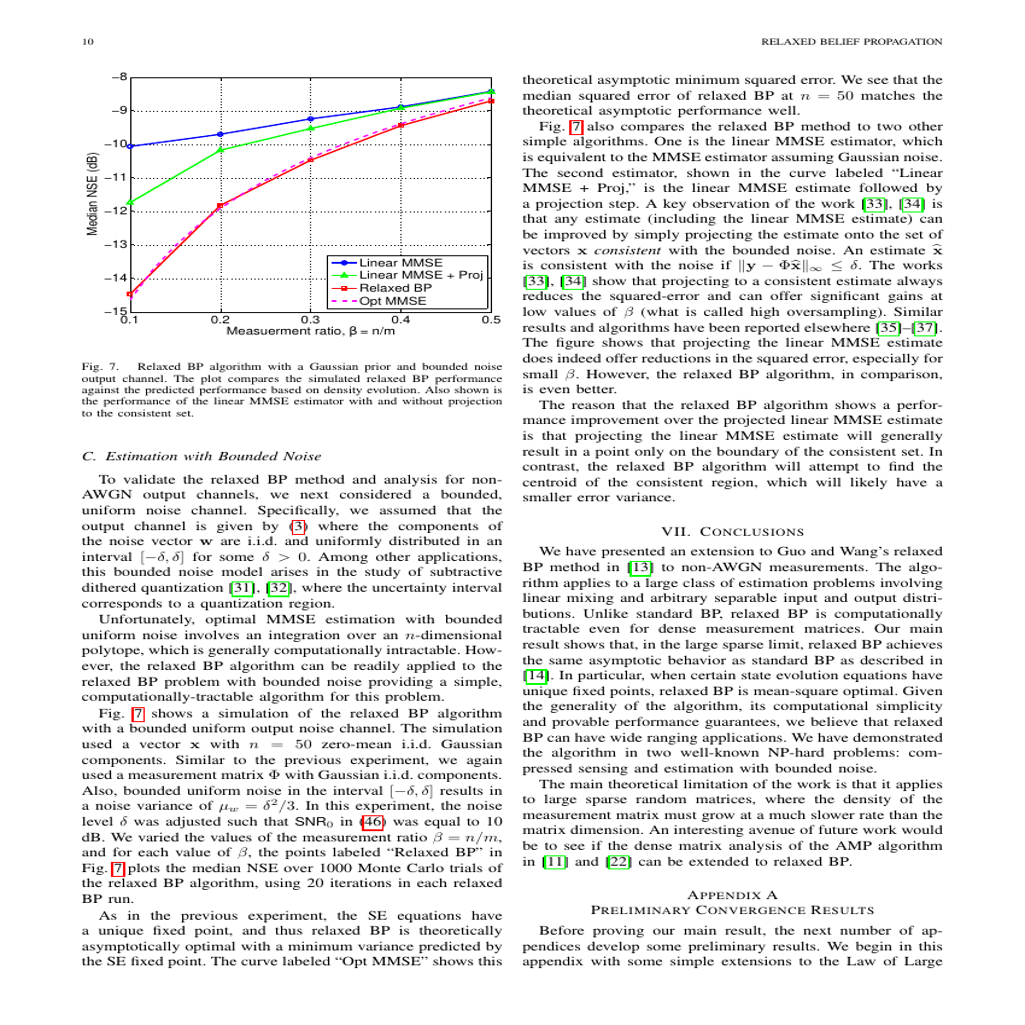 10
RELAXED BELIEF PROPAGATION
−8
−9
−10
−11
−12
−13
−14
−15
Median NSE (dB)
Linear MMSE
Linear MMSE + Proj
Relaxed BP
Opt MMSE
0.1 0.2 0.3 0.4 0.5
Measuerment ratio, β = n/m
Fig. 7. Relaxed BP algorithm with a Gaussian prior and bounded noise
output channel. The plot compares the simulated relaxed BP performance
against the predicted performance based on density evolution. Also shown is
the performance of the linear MMSE estimator with and without projection
to the consistent set.
C. Estimation with Bounded Noise
To validate the relaxed BP method and analysis for non-
AWGN output channels, we next considered a bounded,
uniform noise channel. Specifically, we assumed that the
output channel is given by (3) where the components of
the noise vector w are i.i.d. and uniformly distributed in an
interval [−δ, δ] for some δ > 0. Among other applications,
this bounded noise model arises in the study of subtractive
dithered quantization [31], [32], where the uncertainty interval
corresponds to a quantization region.
Unfortunately, optimal MMSE estimation with bounded
uniform noise involves an integration over an n-dimensional
polytope, which is generally computationally intractable. How-
ever, the relaxed BP algorithm can be readily applied to the
relaxed BP problem with bounded noise providing a simple,
computationally-tractable algorithm for this problem.
Fig. 7 shows a simulation of the relaxed BP algorithm
with a bounded uniform output noise channel. The simulation
used a vector x with n = 50 zero-mean i.i.d. Gaussian
components. Similar to the previous experiment, we again
used a measurement matrix Φ with Gaussian i.i.d. components.
Also, bounded uniform noise in the interval [−δ, δ] results in
a noise variance of μw = δ²/3. In this experiment, the noise
level δ was adjusted such that SNR₀ in (46) was equal to 10
dB. We varied the values of the measurement ratio β = n/m,
and for each value of β, the points labeled “Relaxed BP” in
Fig. 7 plots the median NSE over 1000 Monte Carlo trials of
the relaxed BP algorithm, using 20 iterations in each relaxed
BP run.
As in the previous experiment, the SE equations have
a unique fixed point, and thus relaxed BP is theoretically
asymptotically optimal with a minimum variance predicted by
the SE fixed point. The curve labeled “Opt MMSE” shows this
theoretical asymptotic minimum squared error. We see that the
median squared error of relaxed BP at n = 50 matches the
theoretical asymptotic performance well.
Fig. 7 also compares the relaxed BP method to two other
simple algorithms. One is the linear MMSE estimator, which
is equivalent to the MMSE estimator assuming Gaussian noise.
The second estimator, shown in the curve labeled “Linear
MMSE + Proj,” is the linear MMSE estimate followed by
a projection step. A key observation of the work [33], [34] is
that any estimate (including the linear MMSE estimate) can
be improved by simply projecting the estimate onto the set of
vectors x consistent with the bounded noise. An estimate x̂
is consistent with the noise if ‖y − Φx̂‖∞ ≤ δ. The works
[33], [34] show that projecting to a consistent estimate always
reduces the squared-error and can offer significant gains at
low values of β (what is called high oversampling). Similar
results and algorithms have been reported elsewhere [35]–[37].
The figure shows that projecting the linear MMSE estimate
does indeed offer reductions in the squared error, especially for
small β. However, the relaxed BP algorithm, in comparison,
is even better.
The reason that the relaxed BP algorithm shows a perfor-
mance improvement over the projected linear MMSE estimate
is that projecting the linear MMSE estimate will generally
result in a point only on the boundary of the consistent set. In
contrast, the relaxed BP algorithm will attempt to find the
centroid of the consistent region, which will likely have a
smaller error variance.
VII. CONCLUSIONS
We have presented an extension to Guo and Wang’s relaxed
BP method in [13] to non-AWGN measurements. The algo-
rithm applies to a large class of estimation problems involving
linear mixing and arbitrary separable input and output distri-
butions. Unlike standard BP, relaxed BP is computationally
tractable even for dense measurement matrices. Our main
result shows that, in the large sparse limit, relaxed BP achieves
the same asymptotic behavior as standard BP as described in
[14]. In particular, when certain state evolution equations have
unique fixed points, relaxed BP is mean-square optimal. Given
the generality of the algorithm, its computational simplicity
and provable performance guarantees, we believe that relaxed
BP can have wide ranging applications. We have demonstrated
the algorithm in two well-known NP-hard problems: com-
pressed sensing and estimation with bounded noise.
The main theoretical limitation of the work is that it applies
to large sparse random matrices, where the density of the
measurement matrix must grow at a much slower rate than the
matrix dimension. An interesting avenue of future work would
be to see if the dense matrix analysis of the AMP algorithm
in [11] and [22] can be extended to relaxed BP.
APPENDIX A
PRELIMINARY CONVERGENCE RESULTS
Before proving our main result, the next number of ap-
pendices develop some preliminary results. We begin in this
appendix with some simple extensions to the Law of Large